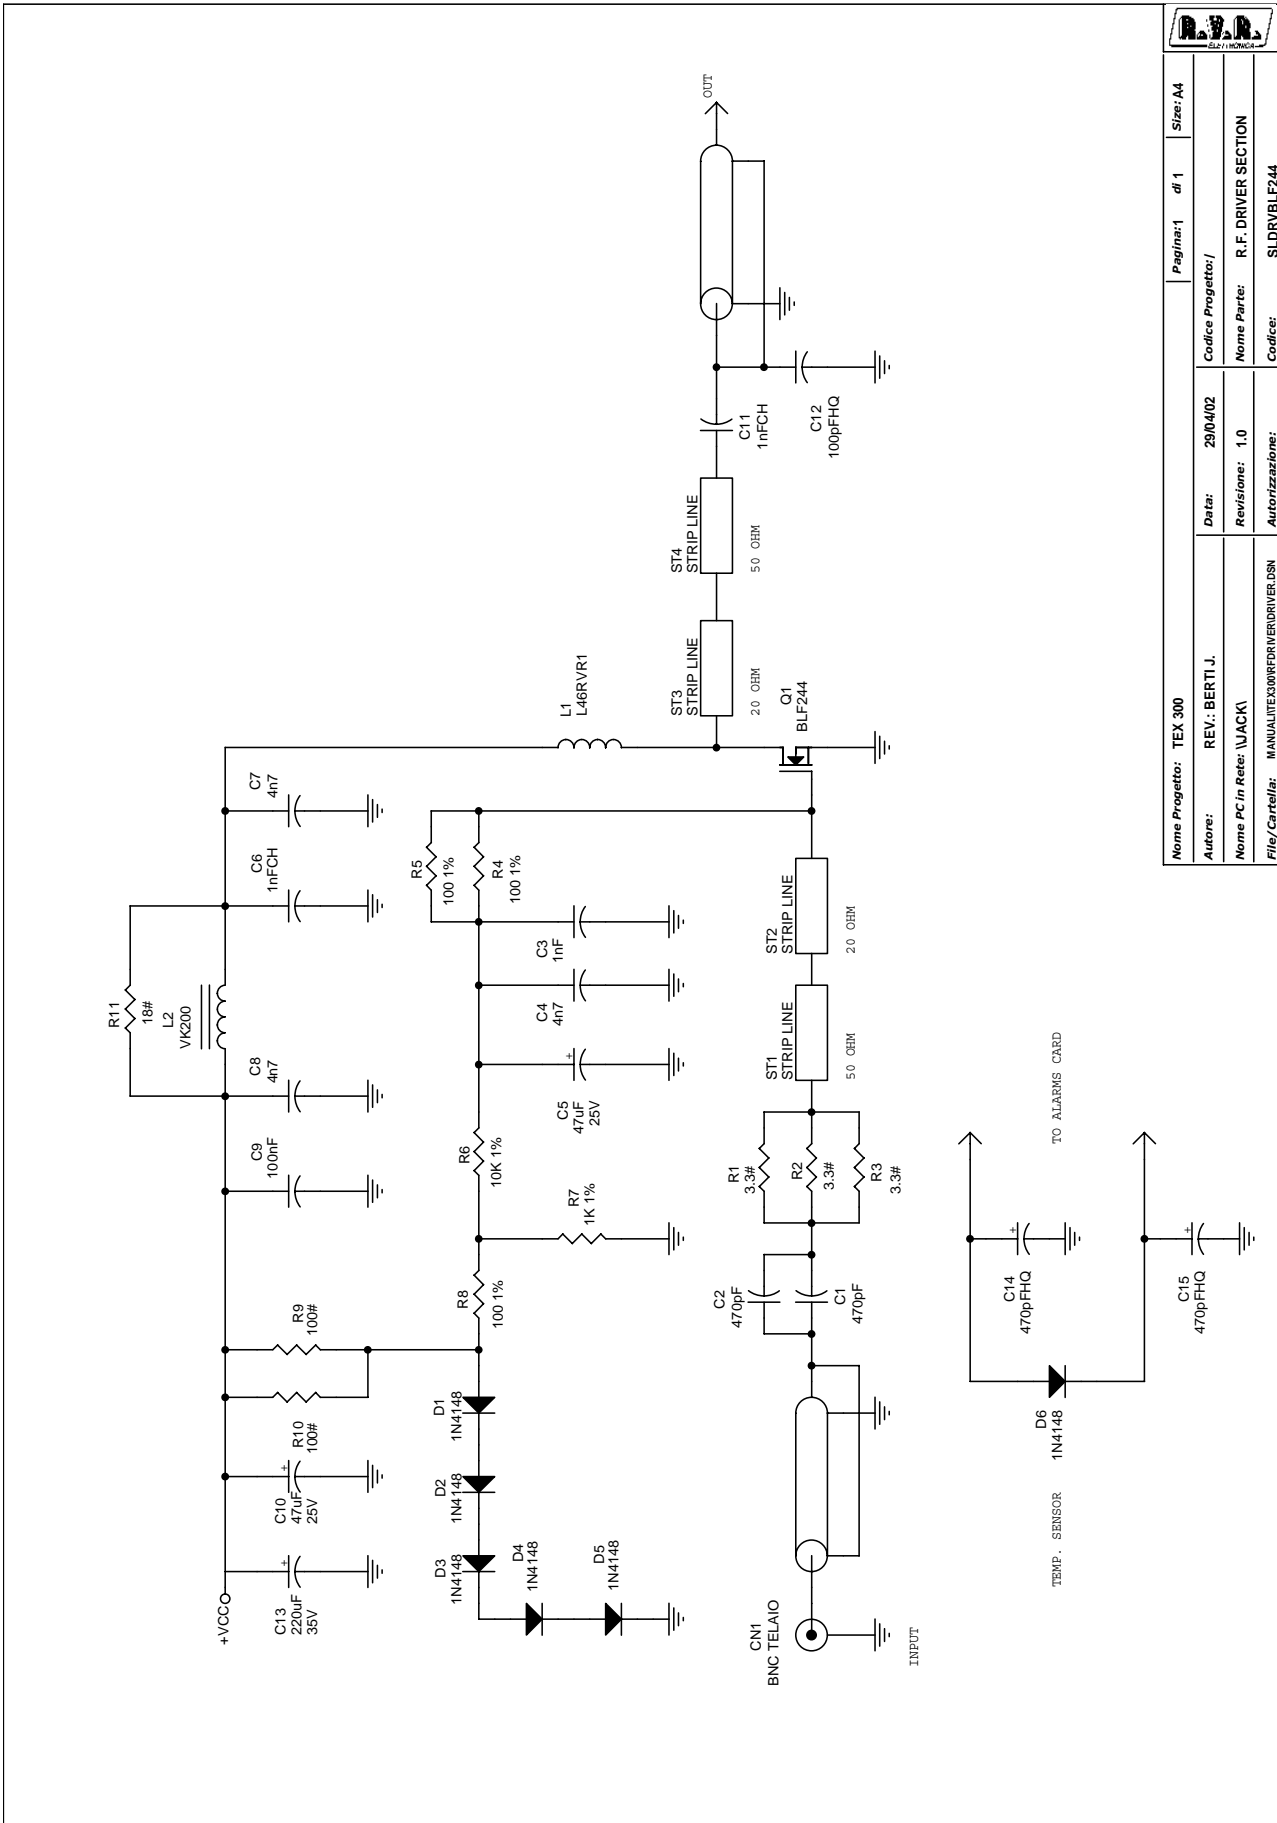 +VCC
C13
220uF
35V
C10
47uF
25V
R10
100#
R9
100#
C9
100nF
C8
4n7
R11
18#
L2
VK200
C6
1nFCH
C7
4n7
D3
1N4148
D2
1N4148
D1
1N4148
D4
1N4148
D5
1N4148
R8
100 1%
R7
1K 1%
R6
10K 1%
C5
47uF
25V
C4
4n7
C3
1nF
R5
100 1%
R4
100 1%
L1
L46RVR1
CN1
BNC TELAIO
INPUT
C2
470pF
C1
470pF
R1
3.3#
R2
3.3#
R3
3.3#
ST1
STRIP LINE
50 OHM
ST2
STRIP LINE
20 OHM
Q1
BLF244
ST3
STRIP LINE
20 OHM
ST4
STRIP LINE
50 OHM
C11
1nFCH
C12
100pFHQ
OUT
TEMP. SENSOR
D6
1N4148
C14
470pFHQ
C15
470pFHQ
TO ALARMS CARD
Nome Progetto: TEX 300 Pagina:1 di 1 Size:A4
Autore: REV.: BERTI J. Data: 29/04/02 Codice Progetto:/
Nome PC in Rete: \\JACK\ Revisione: 1.0 Nome Parte: R.F. DRIVER SECTION
File/Cartella: MANUALI\TEX300\RFDRIVER\DRIVER.DSN Autorizzazione: Codice: SLDRVBLF244
R.V.R.
ELETTRONICA